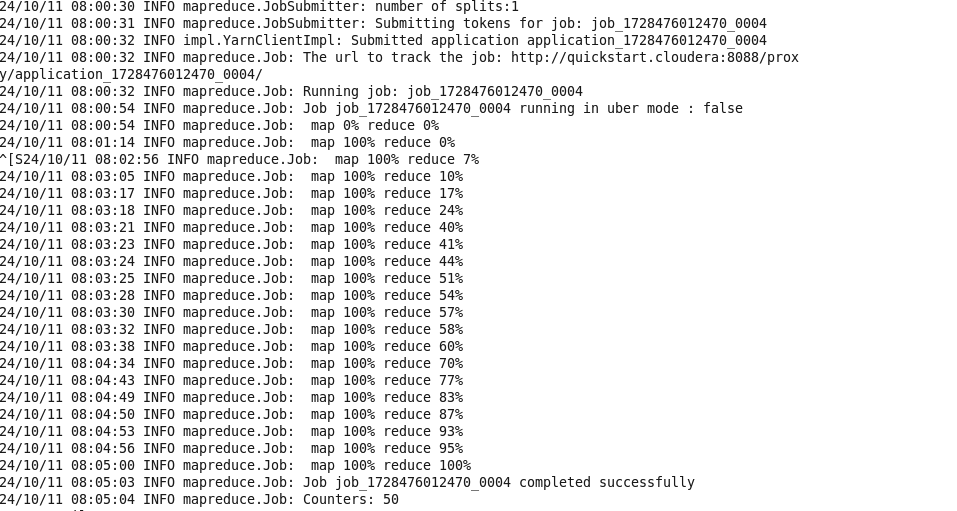 24/10/11 08:00:30 INFO mapreduce.JobSubmitter: number of splits:1
24/10/11 08:00:31 INFO mapreduce.JobSubmitter: Submitting tokens for job: job_1728476012470_0004
24/10/11 08:00:32 INFO impl.YarnClientImpl: Submitted application application_1728476012470_0004
24/10/11 08:00:32 INFO mapreduce.Job: The url to track the job: http://quickstart.cloudera:8088/prox
y/application_1728476012470_0004/
24/10/11 08:00:32 INFO mapreduce.Job: Running job: job_1728476012470_0004
24/10/11 08:00:54 INFO mapreduce.Job: Job job_1728476012470_0004 running in uber mode : false
24/10/11 08:00:54 INFO mapreduce.Job:  map 0% reduce 0%
24/10/11 08:01:14 INFO mapreduce.Job:  map 100% reduce 0%
^[S24/10/11 08:02:56 INFO mapreduce.Job:  map 100% reduce 7%
24/10/11 08:03:05 INFO mapreduce.Job:  map 100% reduce 10%
24/10/11 08:03:17 INFO mapreduce.Job:  map 100% reduce 17%
24/10/11 08:03:18 INFO mapreduce.Job:  map 100% reduce 24%
24/10/11 08:03:21 INFO mapreduce.Job:  map 100% reduce 40%
24/10/11 08:03:23 INFO mapreduce.Job:  map 100% reduce 41%
24/10/11 08:03:24 INFO mapreduce.Job:  map 100% reduce 44%
24/10/11 08:03:25 INFO mapreduce.Job:  map 100% reduce 51%
24/10/11 08:03:28 INFO mapreduce.Job:  map 100% reduce 54%
24/10/11 08:03:30 INFO mapreduce.Job:  map 100% reduce 57%
24/10/11 08:03:32 INFO mapreduce.Job:  map 100% reduce 58%
24/10/11 08:03:38 INFO mapreduce.Job:  map 100% reduce 60%
24/10/11 08:04:34 INFO mapreduce.Job:  map 100% reduce 70%
24/10/11 08:04:43 INFO mapreduce.Job:  map 100% reduce 77%
24/10/11 08:04:49 INFO mapreduce.Job:  map 100% reduce 83%
24/10/11 08:04:50 INFO mapreduce.Job:  map 100% reduce 87%
24/10/11 08:04:53 INFO mapreduce.Job:  map 100% reduce 93%
24/10/11 08:04:56 INFO mapreduce.Job:  map 100% reduce 95%
24/10/11 08:05:00 INFO mapreduce.Job:  map 100% reduce 100%
24/10/11 08:05:03 INFO mapreduce.Job: Job job_1728476012470_0004 completed successfully
24/10/11 08:05:04 INFO mapreduce.Job: Counters: 50